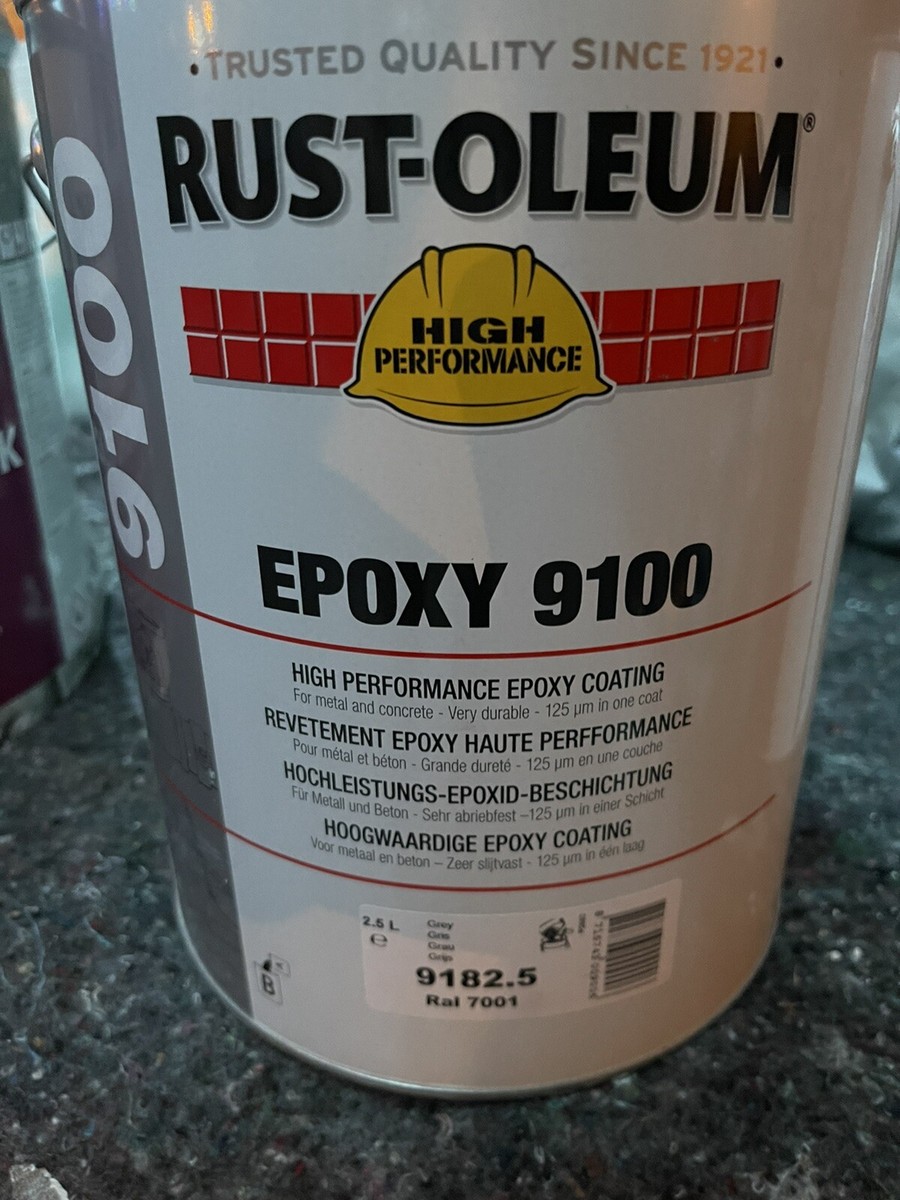 • TRUSTED QUALITY SINCE 1921 •
RUST-OLEUM®
HIGH
PERFORMANCE
9100
EPOXY 9100
HIGH PERFORMANCE EPOXY COATING
For metal and concrete - Very durable - 125 µm in one coat
REVETEMENT EPOXY HAUTE PERFFORMANCE
Pour métal et béton - Grande dureté - 125 µm en une couche
HOCHLEISTUNGS-EPOXID-BESCHICHTUNG
Für Metall und Beton - Sehr abriebfest –125 µm in einer Schicht
HOOGWAARDIGE EPOXY COATING
Voor metaal en beton – Zeer slijtvast - 125 µm in één laag
2.5 L
e
Grey
Gris
Grau
Grijs
9182.5
Ral 7001
B
K